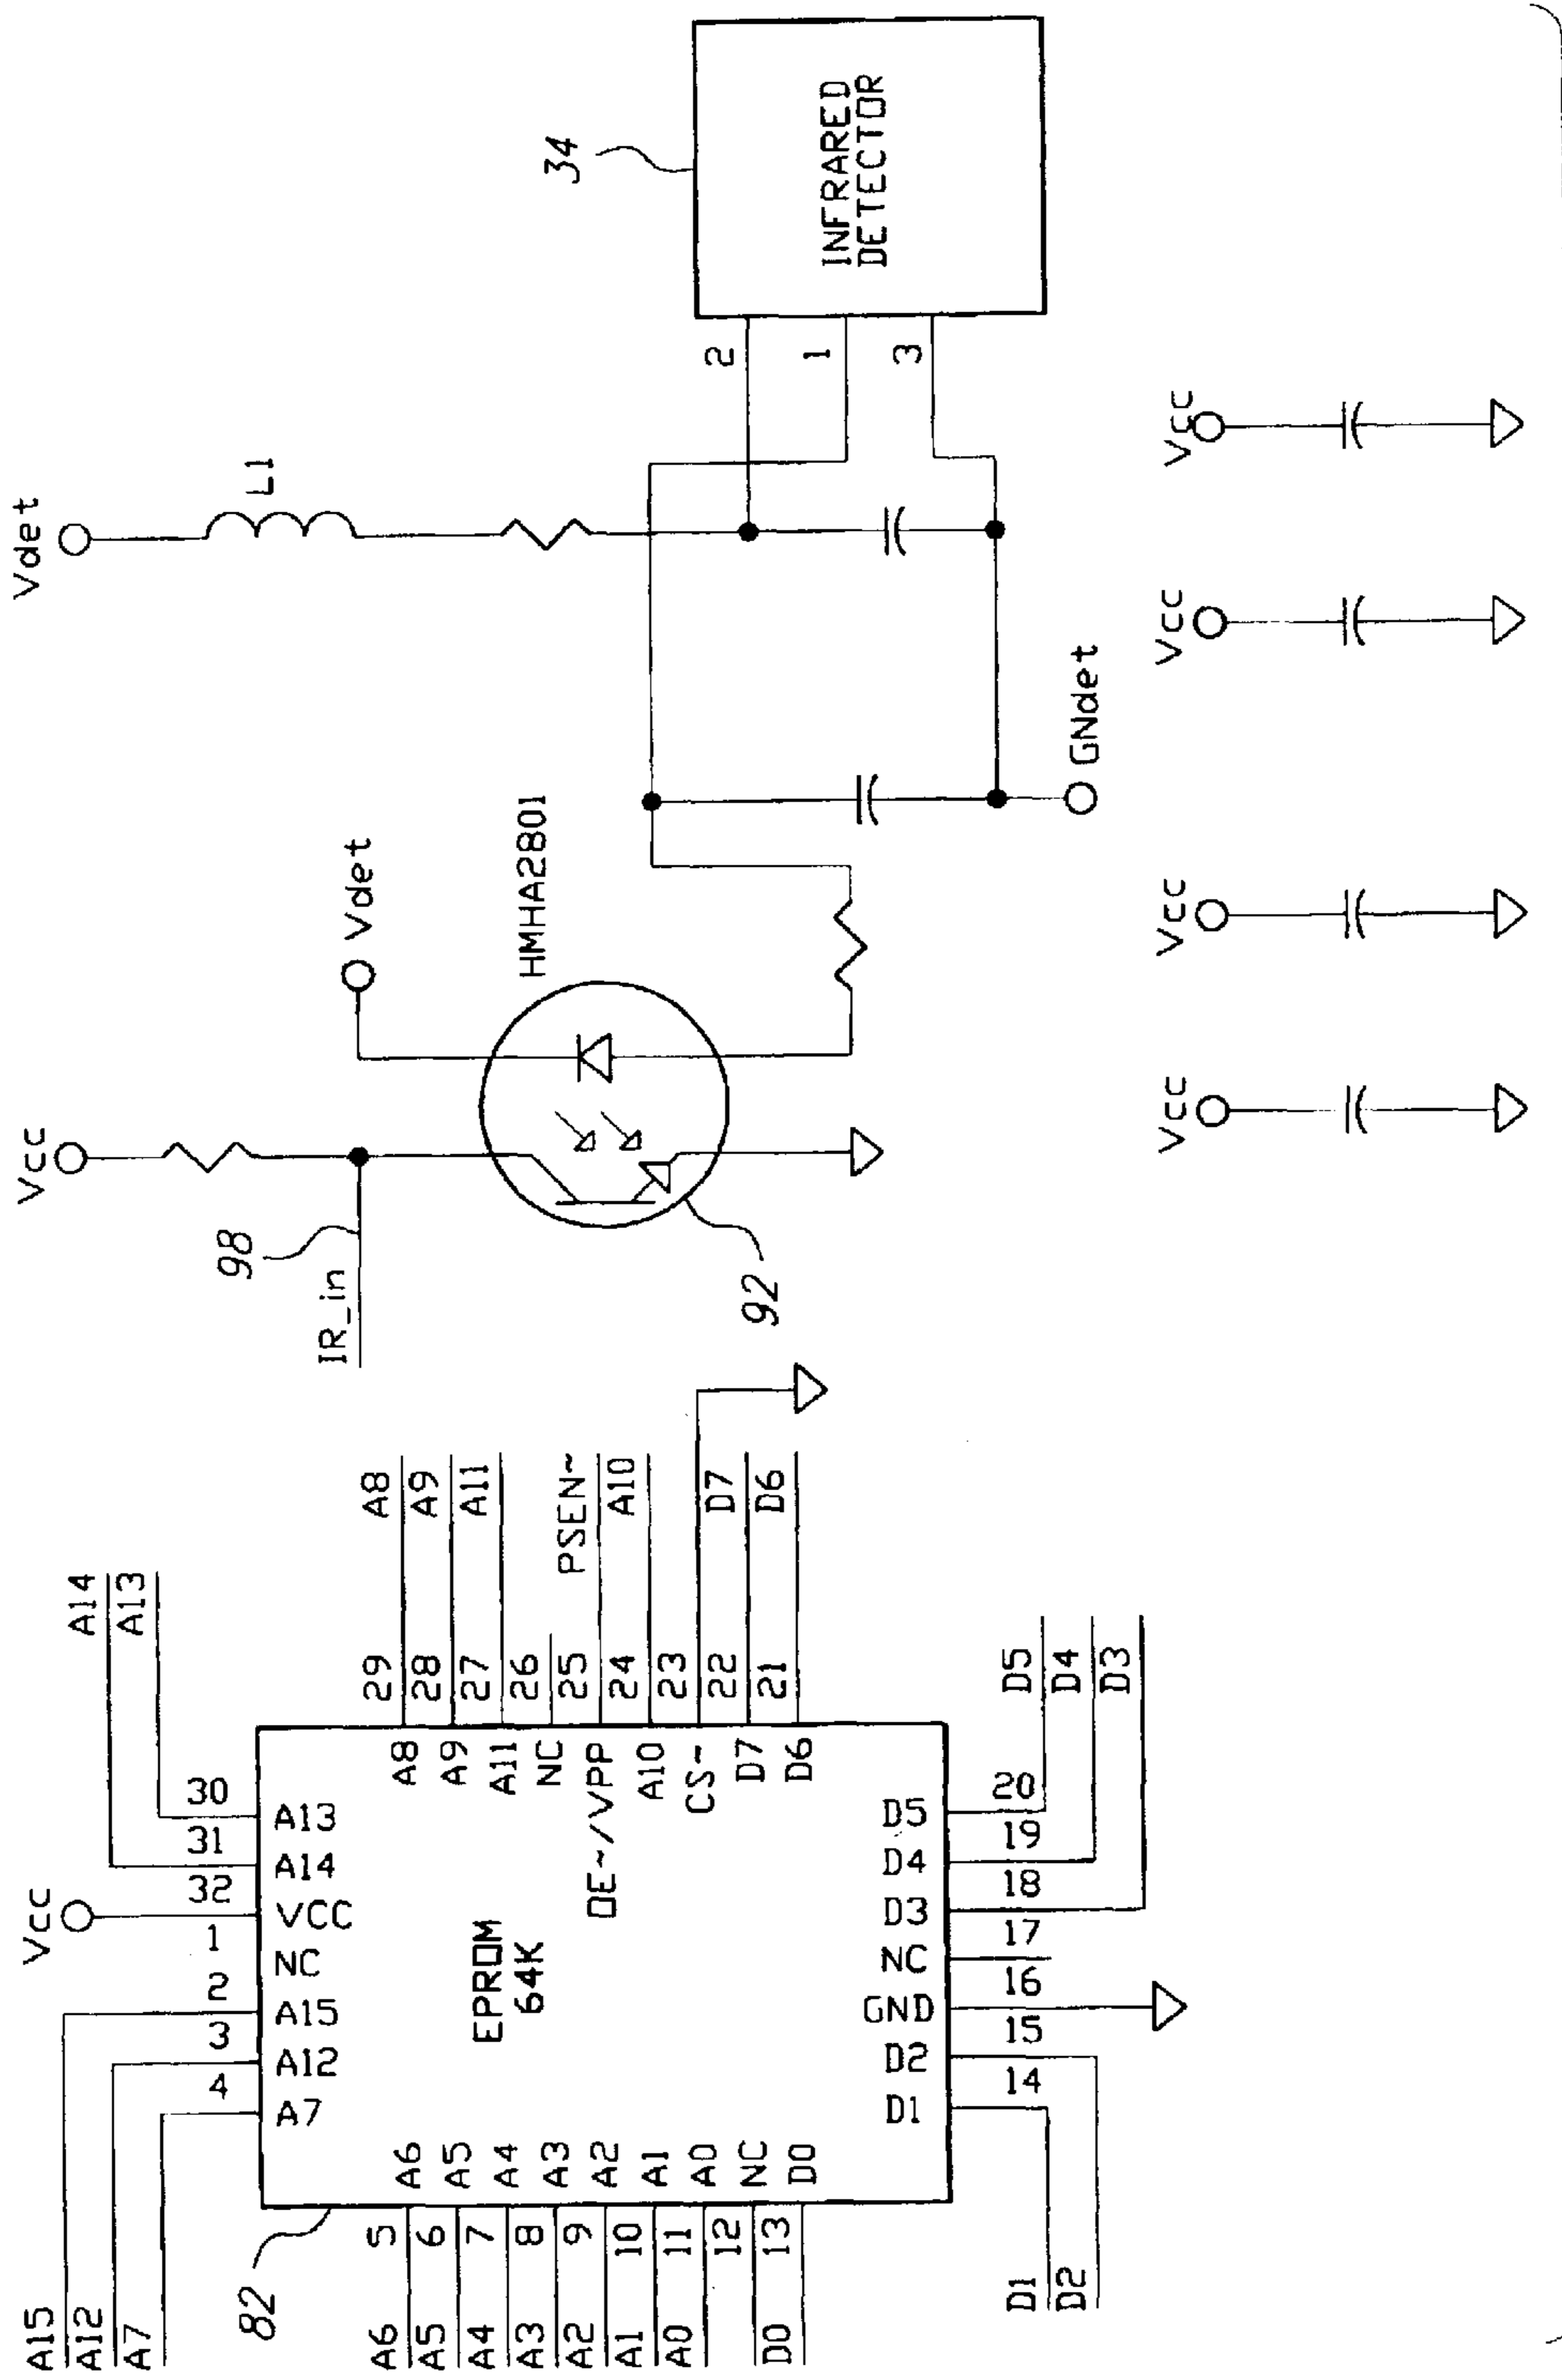 A15
A12
A7
Vcc
A14
A13
82
4
3
2
1
32
31
30
A7
A12
A15
NC
VCC
A14
A13
A6
A5
A4
A3
A2
A1
A0
D0
5
6
7
8
9
10
11
12
13
A6
A5
A4
A3
A2
A1
A0
NC
D0
EPROM
64K
A8
A9
A11
NC
OE~/VPP
A10
CS~
D7
D6
29
28
27
26
25
24
23
22
21
A8
A9
A11
PSEN~
A10
D7
D6
D1
D2
GND
NC
D3
D4
D5
14
15
16
17
18
19
20
D1
D2
D5
D4
D3
Vcc
98
IR_in
Vdet
HMHA2801
92
Vdet
L1
GNdet
2
1
3
34
INFRARED
DETECTOR
Vcc
Vcc
Vcc
Vcc